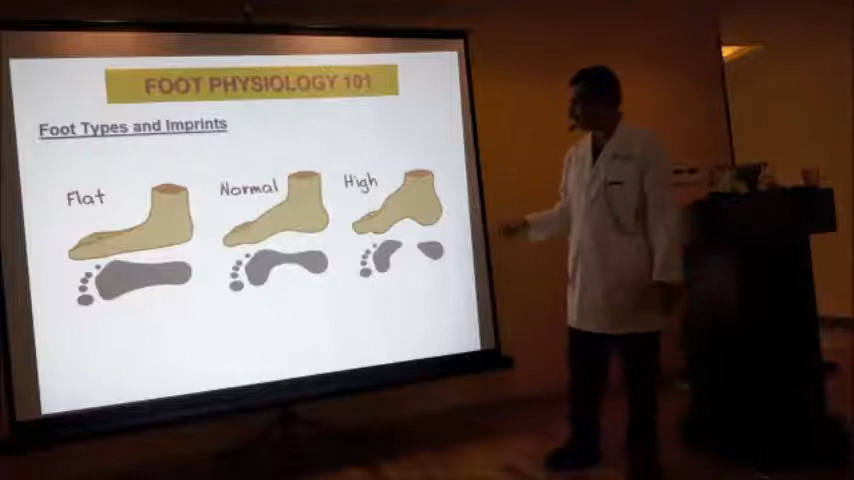 FOOT PHYSIOLOGY 101
Foot Types and Imprints
Flat
Normal
High